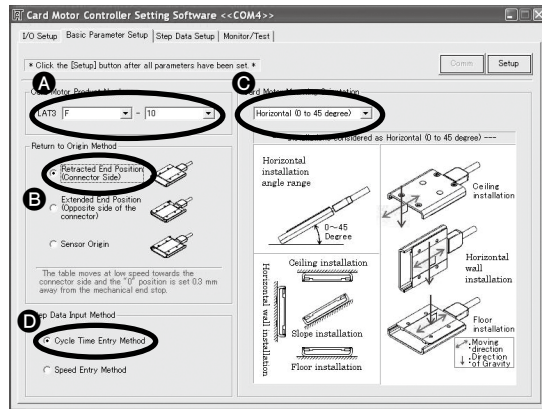 Card Motor Controller Setting Software <<COM4>>
I/O Setup
Basic Parameter Setup
Step Data Setup
Monitor/Test
* Click the [Setup] button after all parameters have been set. *
Comm
Setup
A
Motor Product
LAT3
F
-
10
Return to Origin Method
B
Retracted End Position
(Connector Side)
Extended End Position
(Opposite side of the
connector)
Sensor Origin
The table moves at low speed towards the
connector side and the "0" position is set 0.3 mm
away from the mechanical end stop.
D
Step Data Input Method
Cycle Time Entry Method
Speed Entry Method
C
Card Motor Mounting Orientation
Horizontal (0 to 45 degree)
--- Installations considered as Horizontal (0 to 45 degree) ---
Horizontal
installation
angle range
0~45
Degree
Ceiling
installation
Horizontal
wall
installation
Floor
installation
Moving
direction
Direction
of Gravity
Horizontal wall installation
Ceiling installation
Slope installation
Floor installation